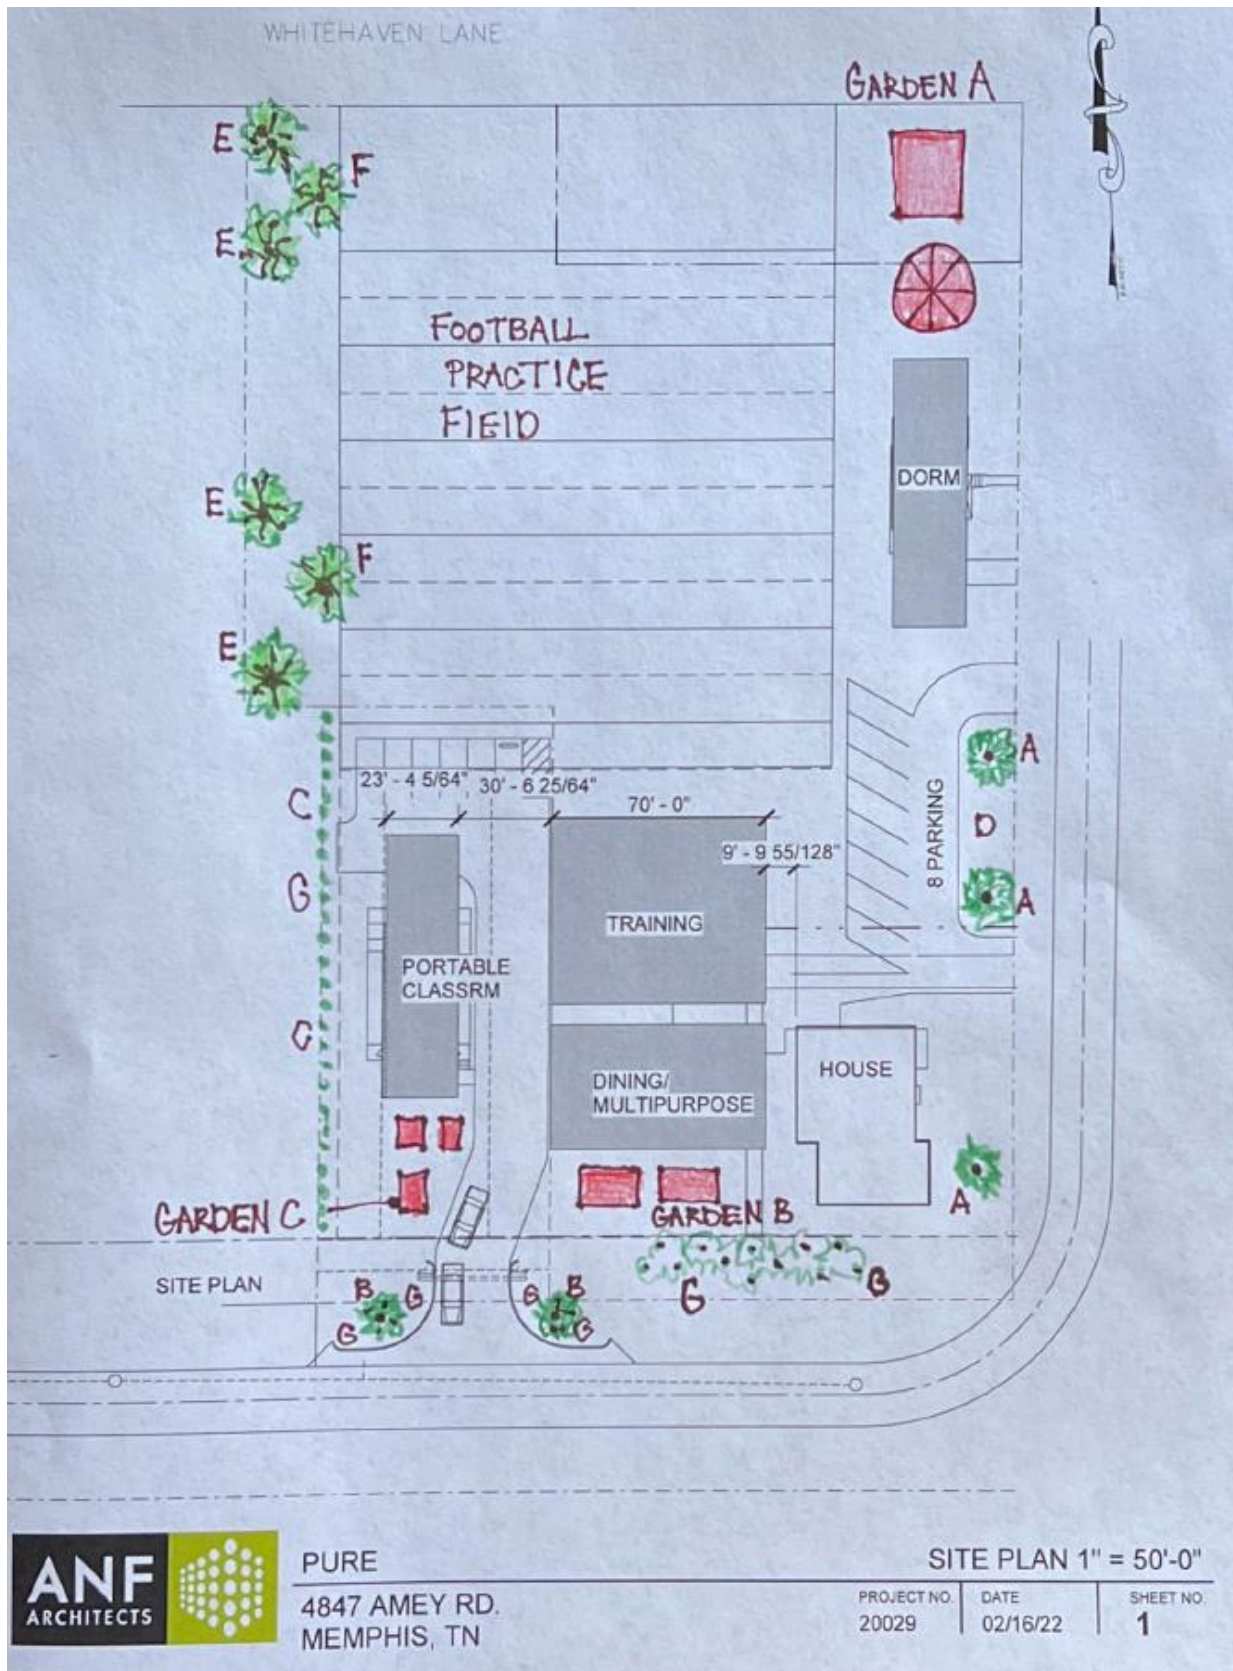 WHITEHAVEN LANE
GARDEN A
E
F
E
FOOTBALL
PRACTICE
FIElD
DORM
E
F
E
A
23' - 4 5/64"
30' - 6 25/64"
70' - 0"
C
8 PARKING
D
9' - 9 55/128"
G
A
TRAINING
PORTABLE
CLASSRM
C
HOUSE
DINING/
MULTIPURPOSE
GARDEN C
GARDEN B
A
SITE PLAN
B
G
G
G
B
G
G
B
ANF
ARCHITECTS
PURE
4847 AMEY RD.
MEMPHIS, TN
SITE PLAN 1" = 50'-0"
PROJECT NO.
20029
DATE
02/16/22
SHEET NO.
1